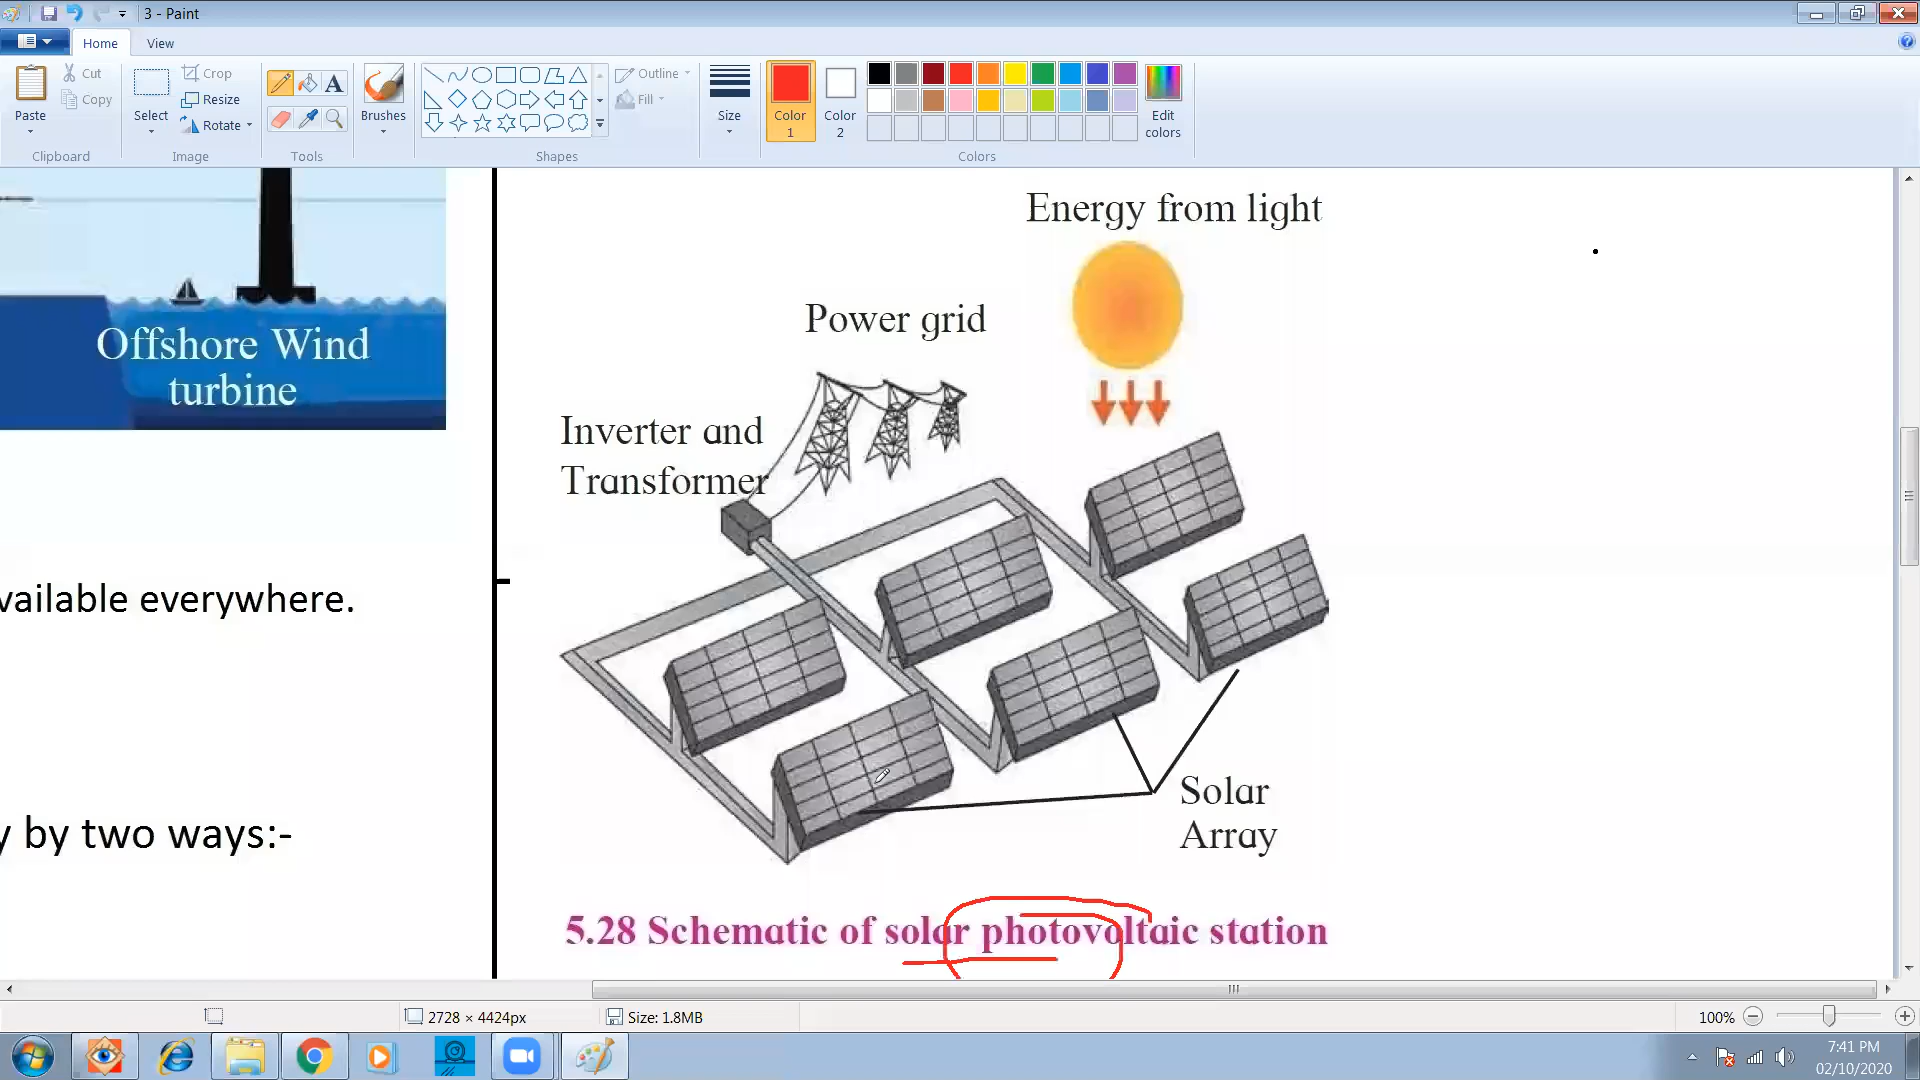 3 - Paint
Home View
Paste
Cut
Copy
Clipboard
Select
Crop
Resize
Rotate
Image
A
Tools
Brushes
Shapes
Outline
Fill
Size
Color 1
Color 2
Edit colors
Colors
Energy from light
Power grid
Inverter and
Transformer
Offshore Wind
turbine
vailable everywhere.
y by two ways:-
Solar
Array
5.28 Schematic of solar photovoltaic station
2728 × 4424px
Size: 1.8MB
100%
7:41 PM
02/10/2020